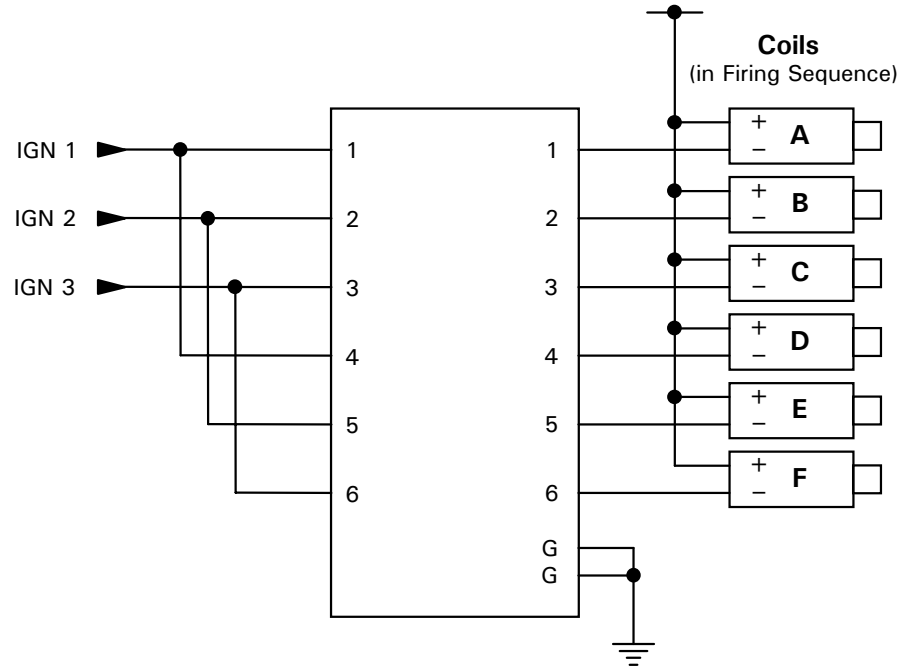 Coils
(in Firing Sequence)
IGN 1
1
1
+
−
A
IGN 2
2
2
+
−
B
IGN 3
3
3
+
−
C
4
4
+
−
D
5
5
+
−
E
6
6
+
−
F
G
G